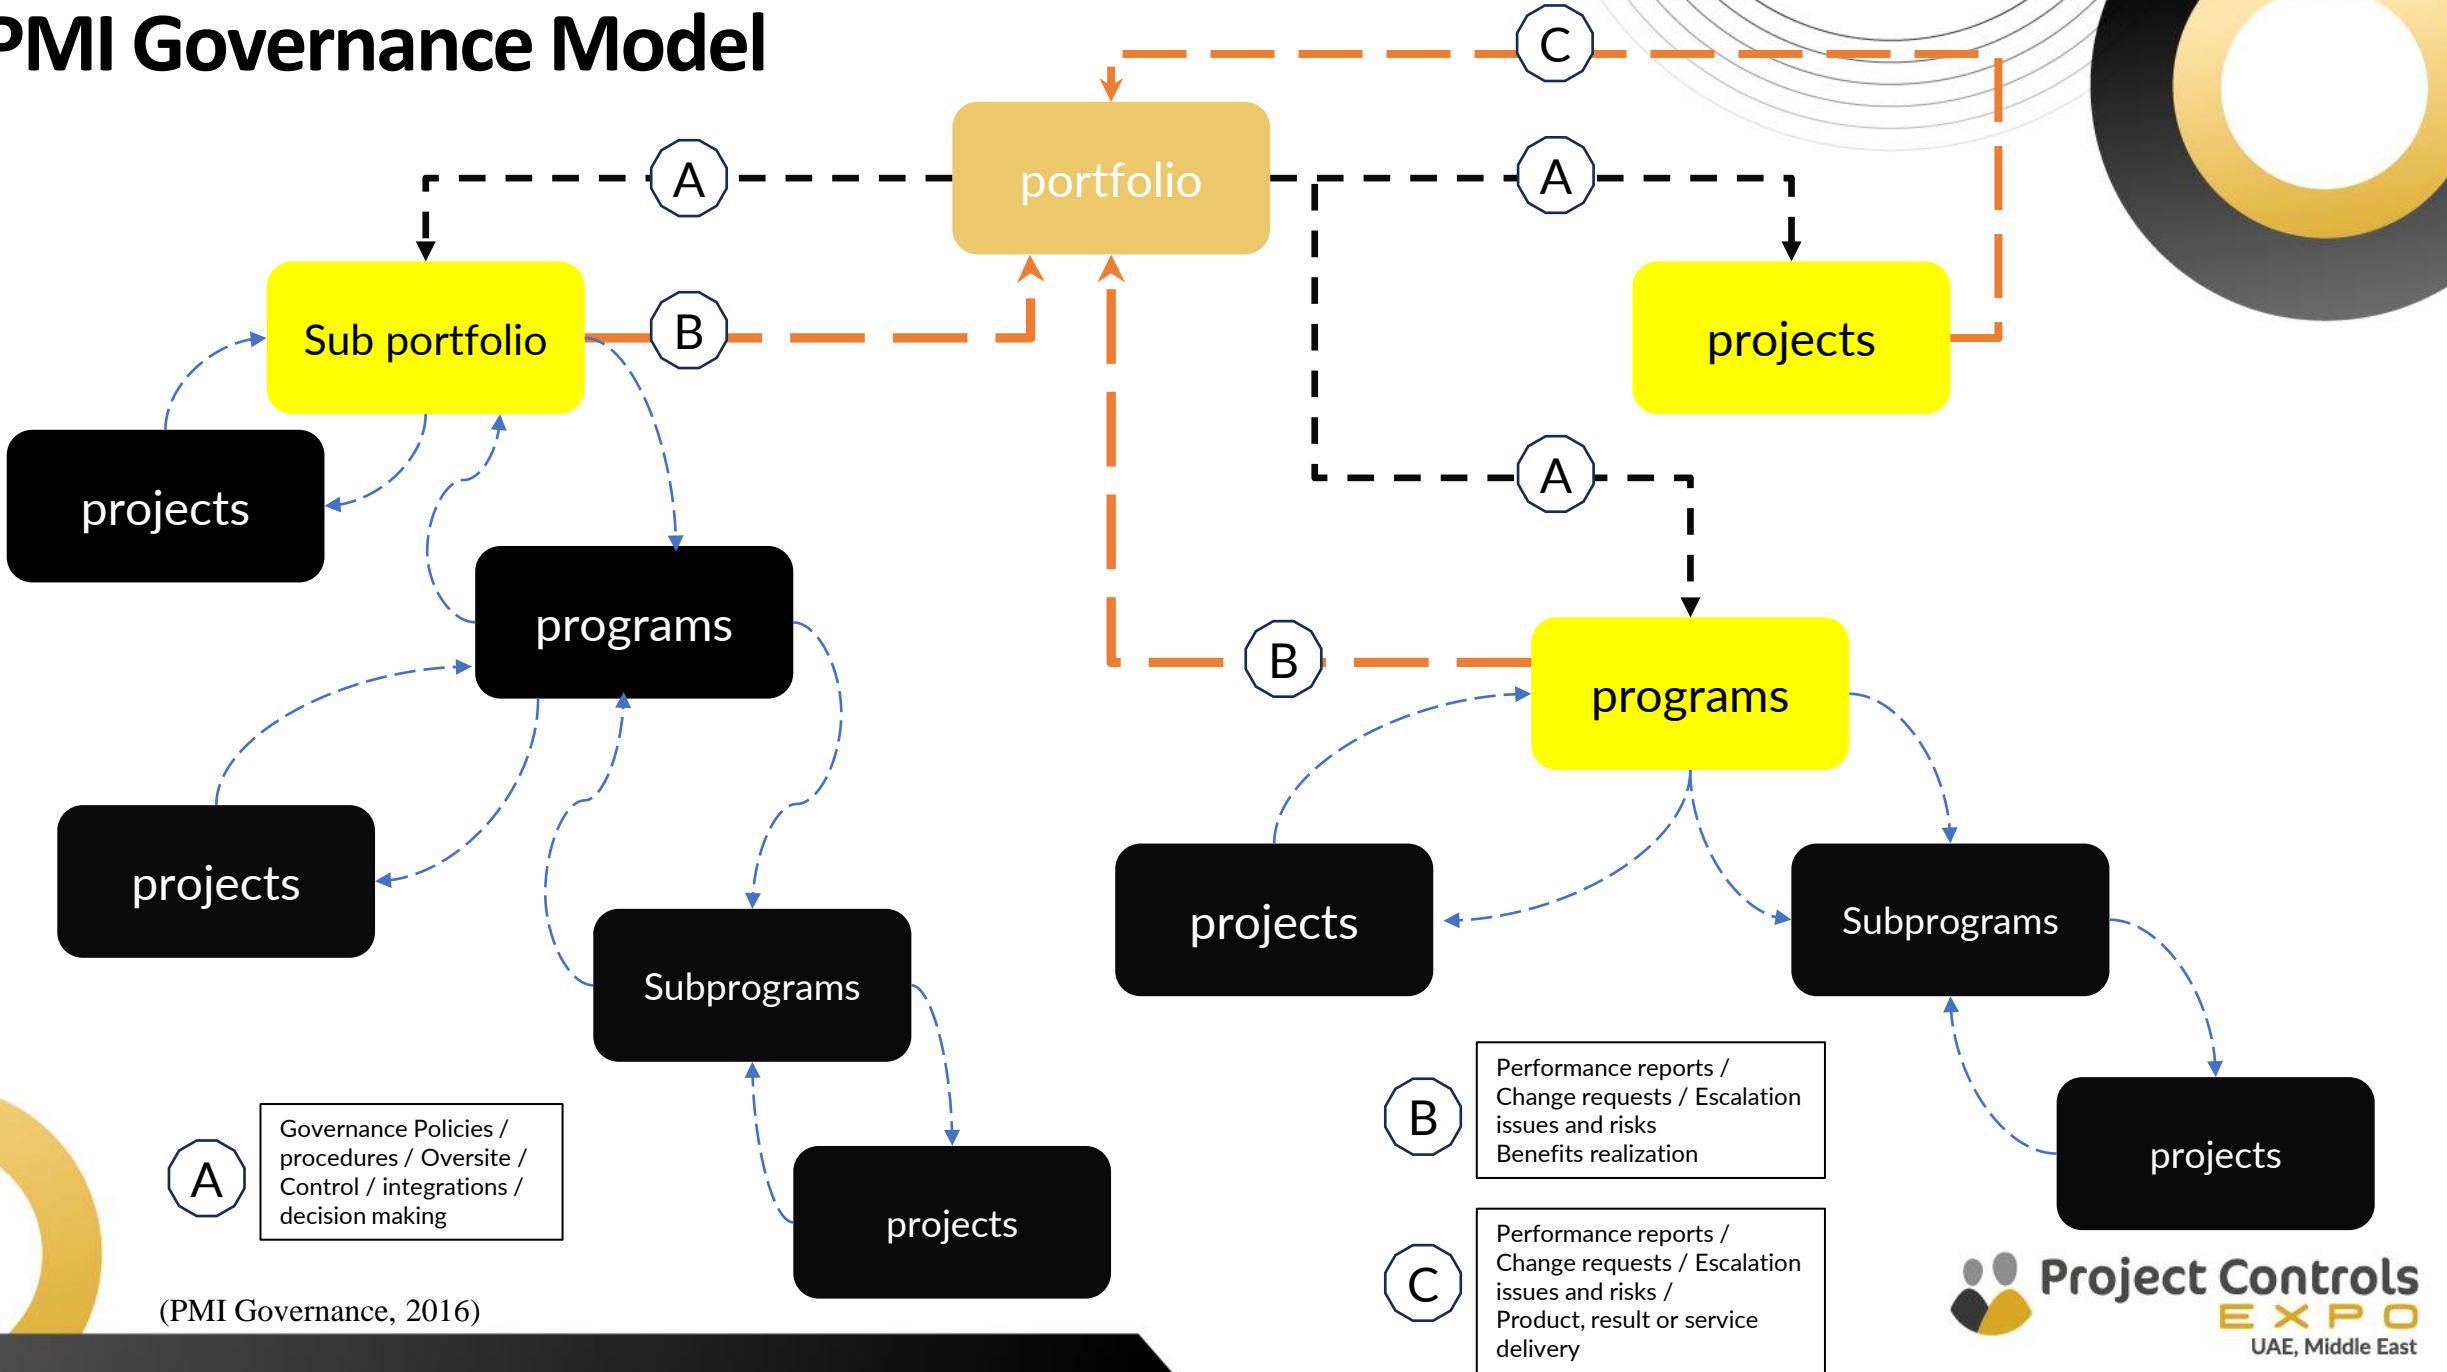 PMI Governance Model
C
A
portfolio
A
Sub portfolio
B
projects
projects
A
programs
B
programs
projects
projects
Subprograms
Subprograms
projects
projects
A
Governance Policies /
procedures / Oversite /
Control / integrations /
decision making
B
Performance reports /
Change requests / Escalation
issues and risks
Benefits realization
C
Performance reports /
Change requests / Escalation
issues and risks /
Product, result or service
delivery
(PMI Governance, 2016)
Project Controls
EXPO
UAE, Middle East